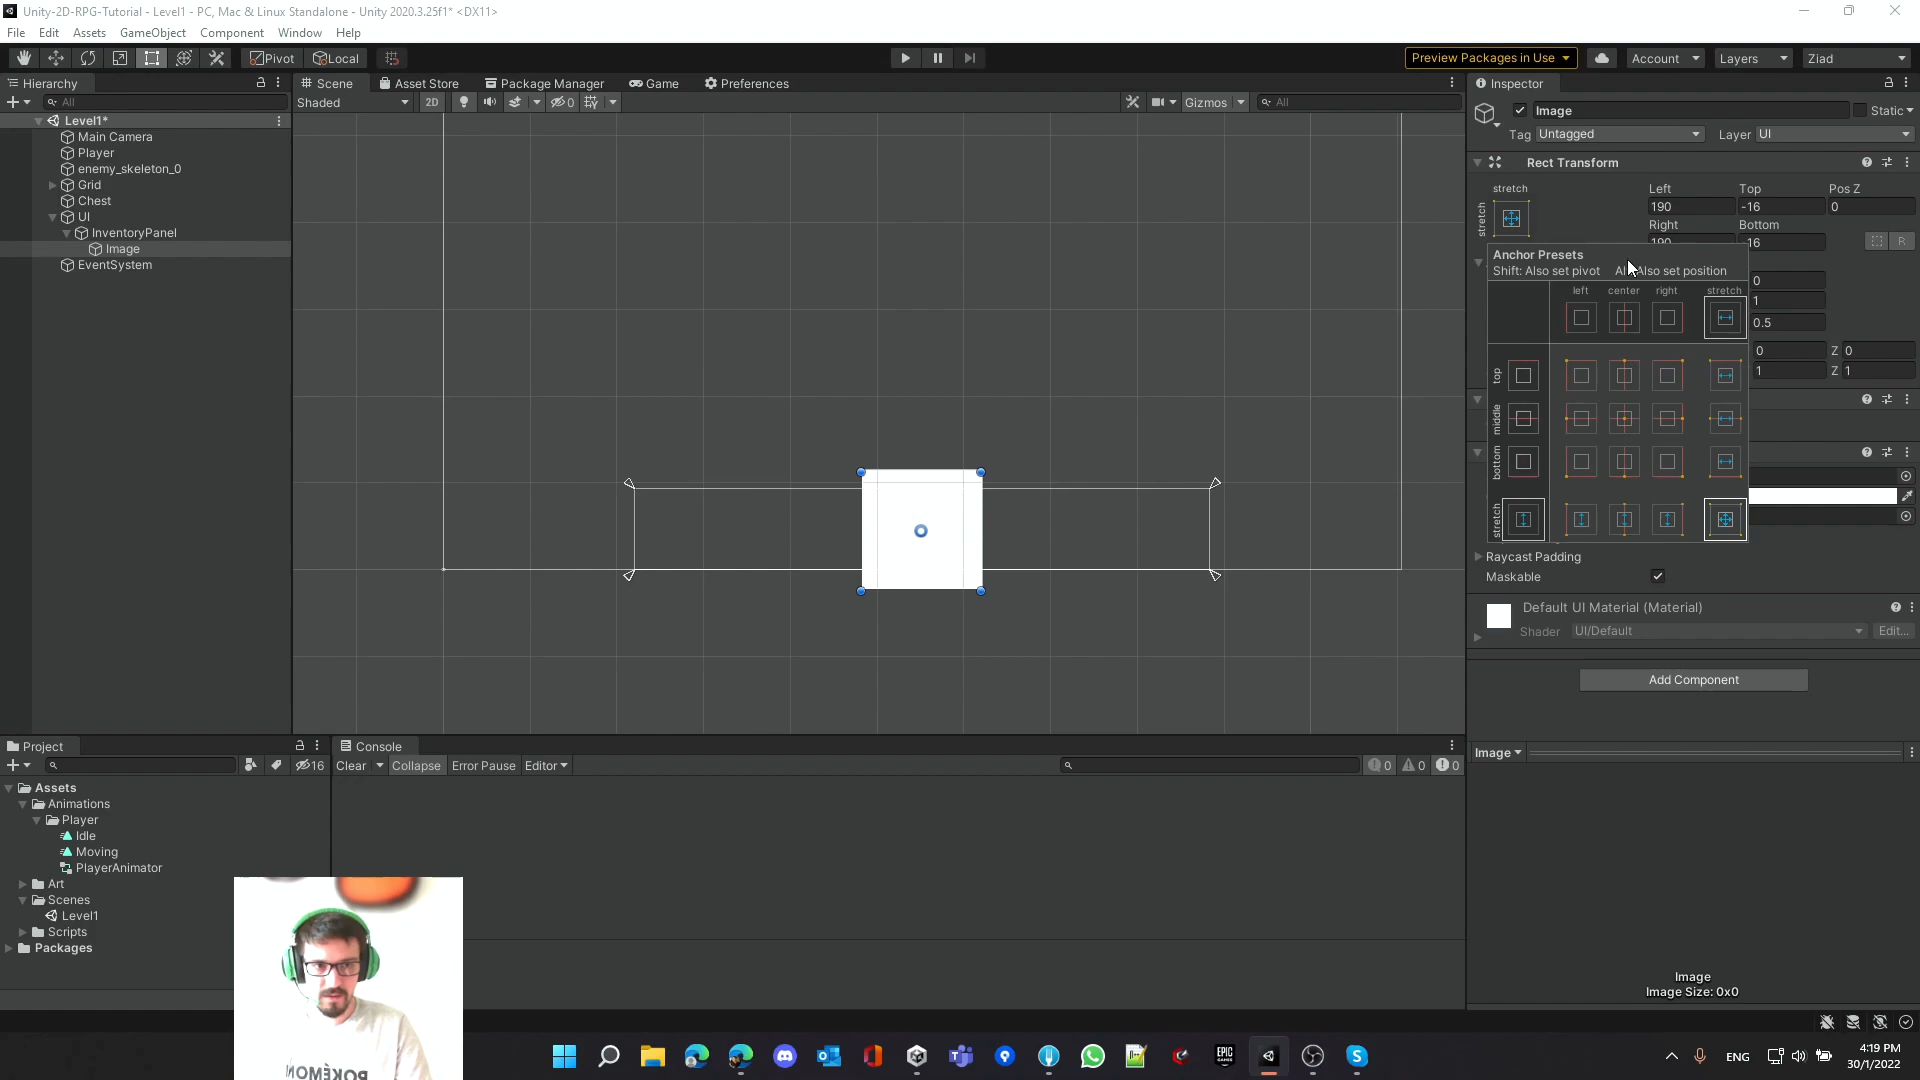 Unity-2D-RPG-Tutorial - Level1 - PC, Mac & Linux Standalone - Unity 2020.3.25f1* <DX11>
File Edit Assets GameObject Component Window Help
Pivot Local Preview Packages in Use Account Layers Ziad
Hierarchy Scene Asset Store Package Manager Game Preferences Inspector
All Shaded 2D 0 Gizmos All
Image Static
Tag Untagged Layer UI
Level1*
Main Camera
Player
enemy_skeleton_0
Grid
Chest
UI
InventoryPanel
Image
EventSystem
Rect Transform
stretch Left Top Pos Z
stretch 190 -16 0
Right Bottom
190 -16 R
Anchor Presets
Shift: Also set pivot Also set position
left center right stretch
top
middle
bottom
stretch
0
1
0.5
0 Z 0
1 Z 1
Raycast Padding
Maskable
Default UI Material (Material)
Shader UI/Default Edit...
Add Component
Project Console
16 Clear Collapse Error Pause Editor 0 0 0
Image
Assets
Animations
Player
Idle
Moving
PlayerAnimator
Art
Scenes
Level1
Scripts
Packages
Image
Image Size: 0x0
POKÉMON
EPIC
GAMES
ENG
4:19 PM
30/1/2022